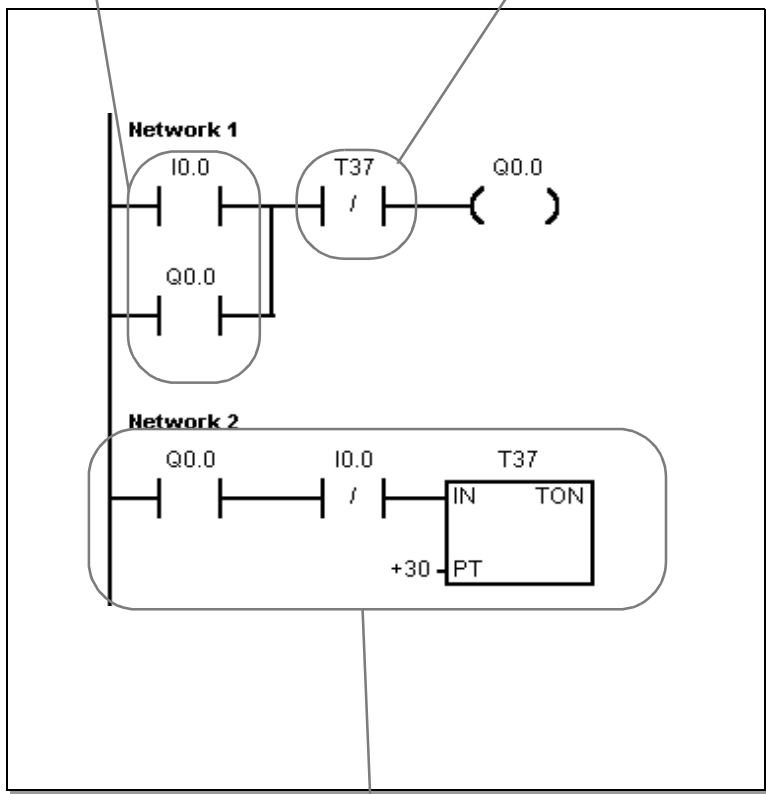 Network 1
I0.0 T37 Q0.0
/
Q0.0
Network 2
Q0.0 I0.0 T37
/ IN TON
+30 PT